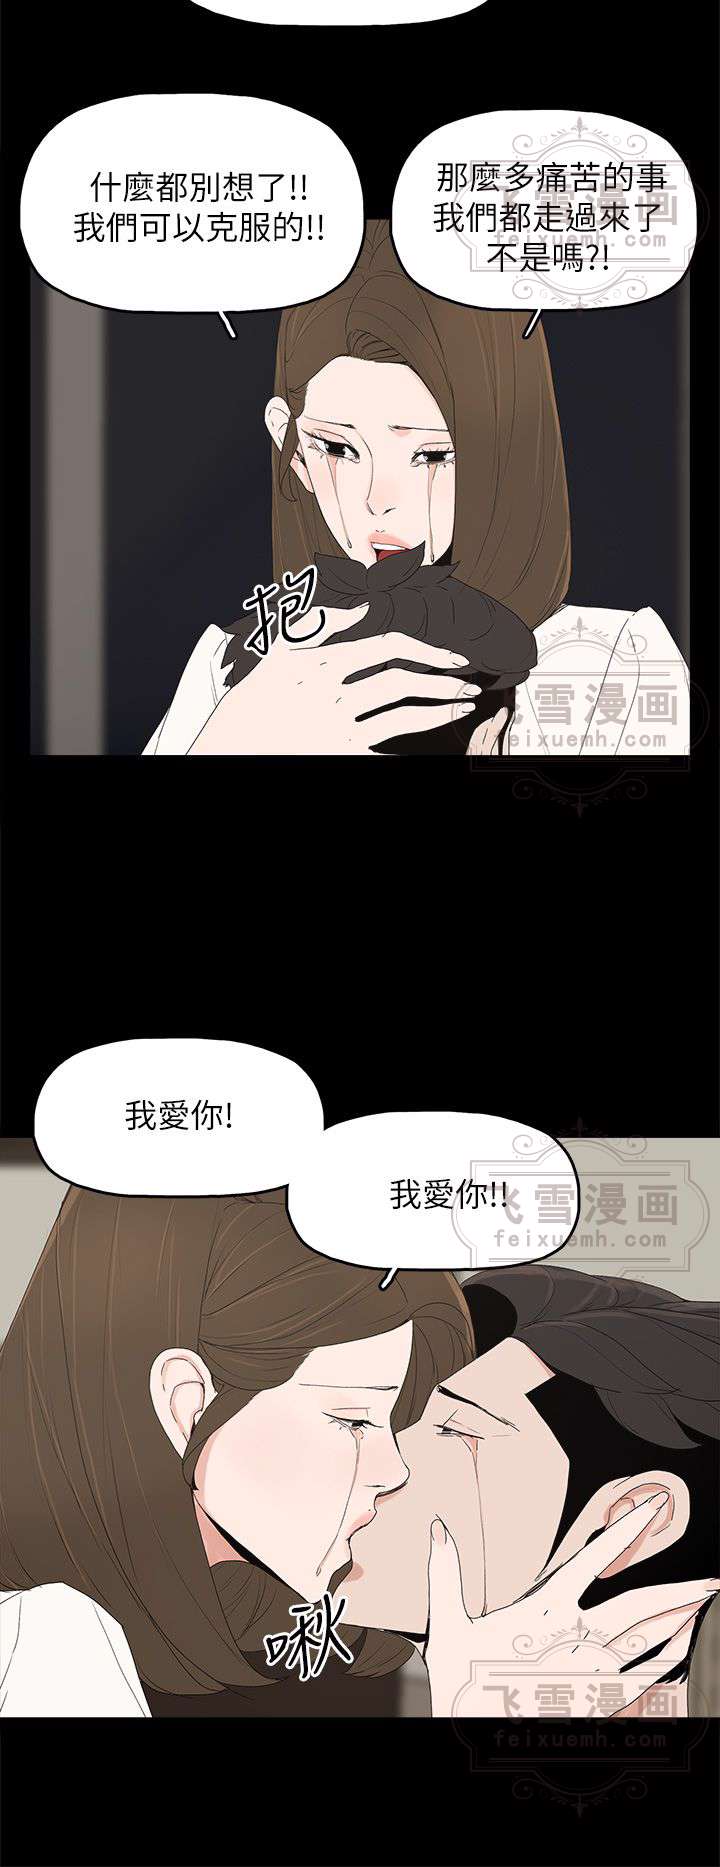 什麼都別想了!!
我們可以克服的!!
那麼多痛苦的事
我們都走過來了
不是嗎?!
抱
飞雪漫画
feixuemh.com
飞雪漫画
feixuemh.com
我愛你!
我愛你!!
飞雪漫画
feixuemh.com
啾
飞雪漫画
feixuemh.com